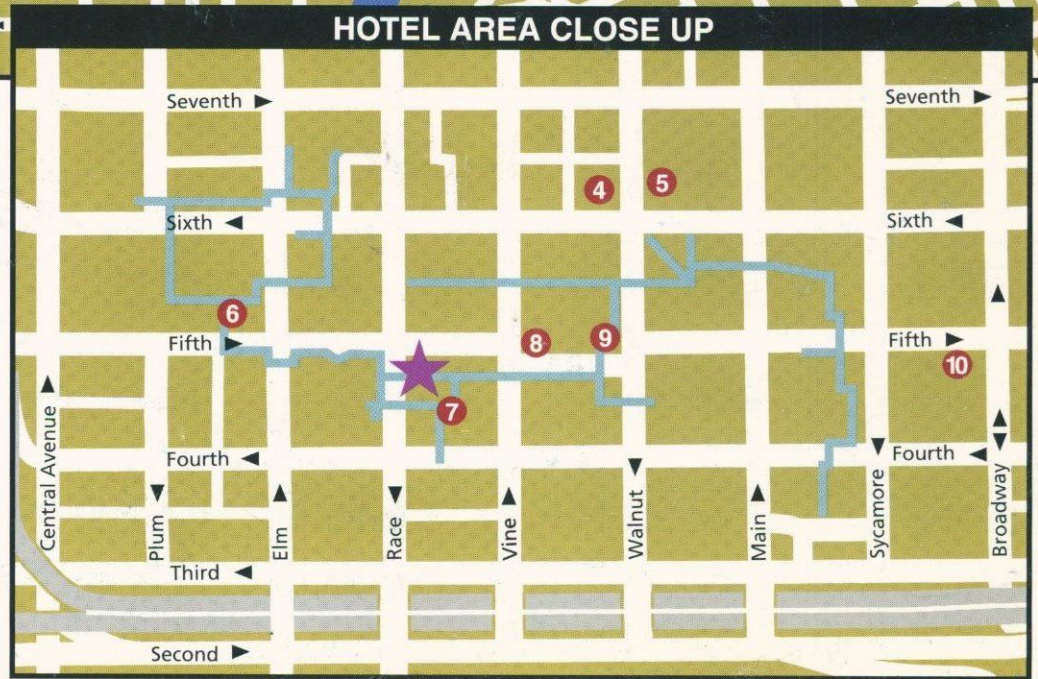 HOTEL AREA CLOSE UP
Seventh ►
Seventh ►
4
5
Sixth ◄
Sixth ◄
6
Fifth ►
8
9
Fifth ►
10
7
Fourth ◄
Fourth ◄
Central Avenue ►
Plum ◄
Elm ►
Race ◄
Vine ►
Walnut ◄
Main ►
Sycamore ◄
Broadway ◄ ►
Third ◄
Second ►